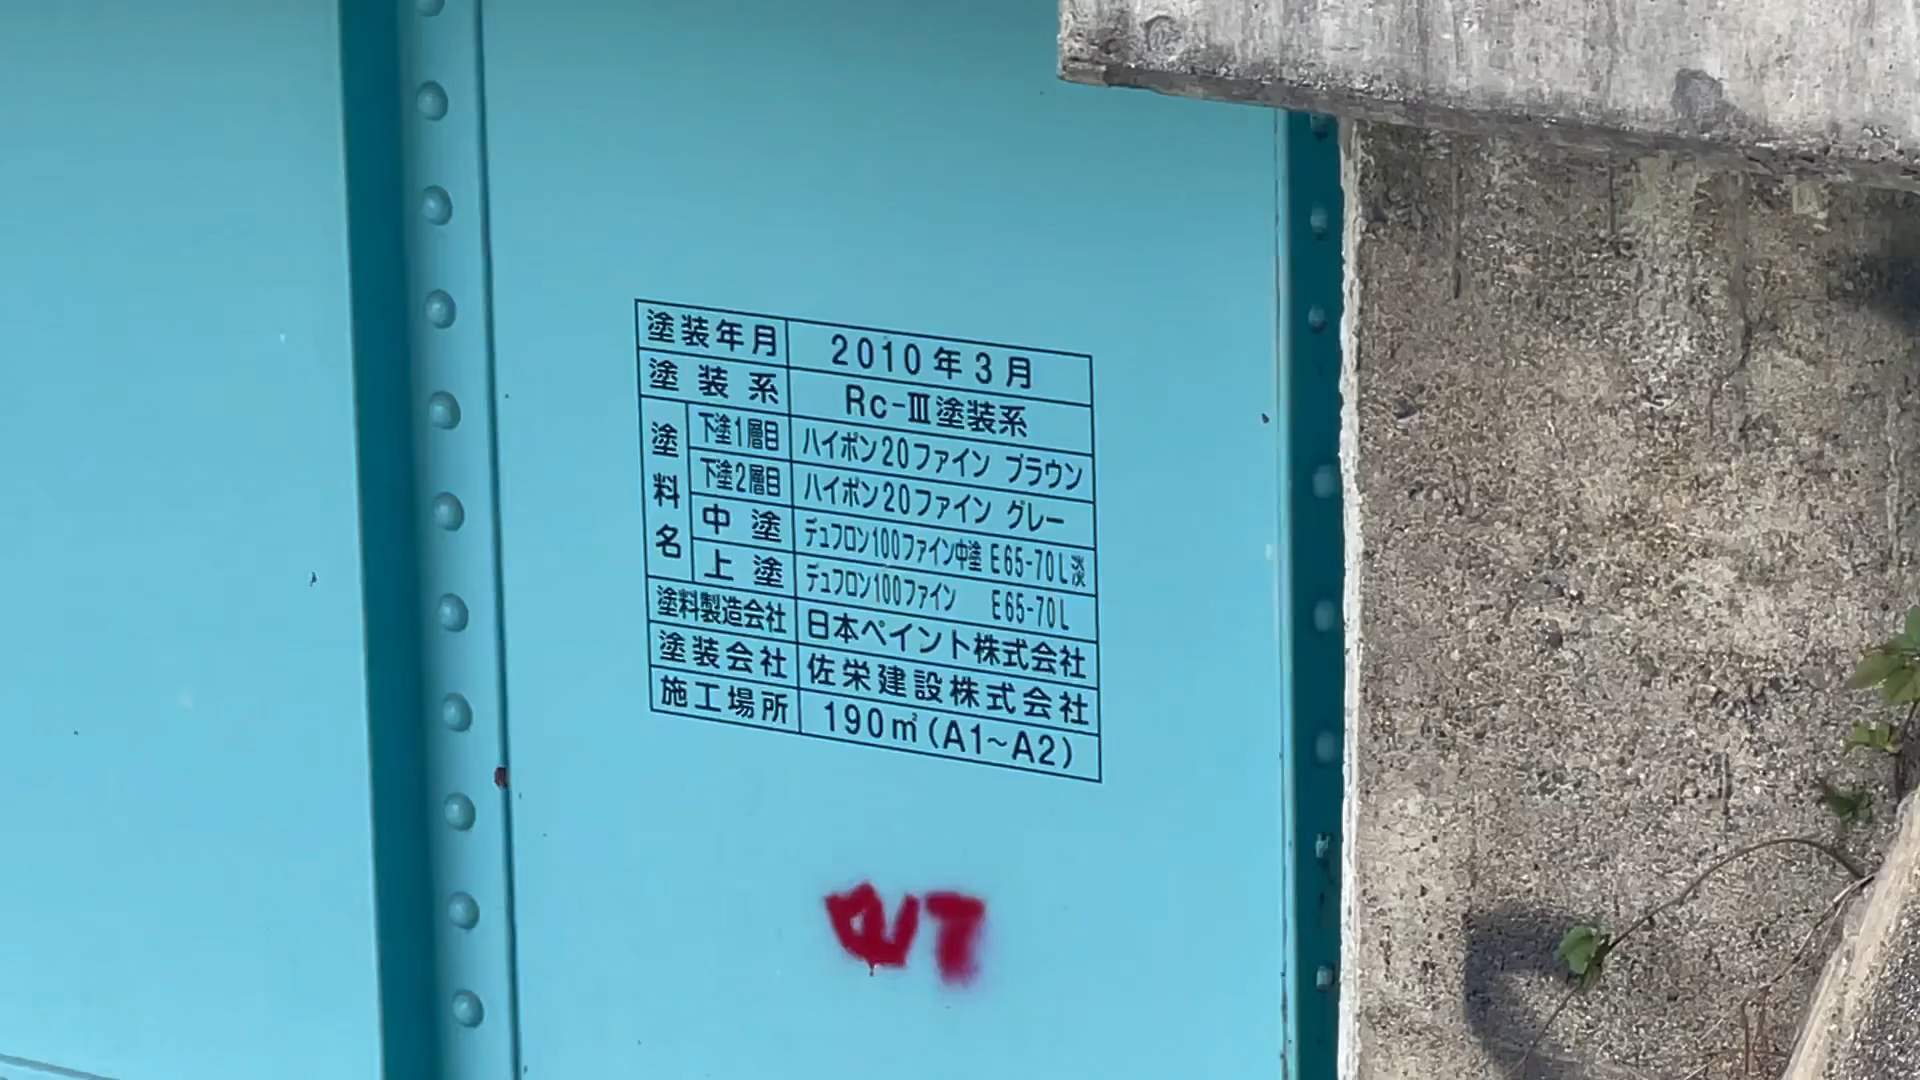 塗装年月 2010年3月
塗装系 Rc-Ⅲ塗装系
塗料名 下塗1層目 ハイポン20ファイン ブラウン
下塗2層目 ハイポン20ファイン グレー
中塗 デュフロン100ファイン中塗 E65-70L淡
上塗 デュフロン100ファイン E65-70L
塗料製造会社 日本ペイント株式会社
塗装会社 佐栄建設株式会社
施工場所 190㎡(A1~A2)